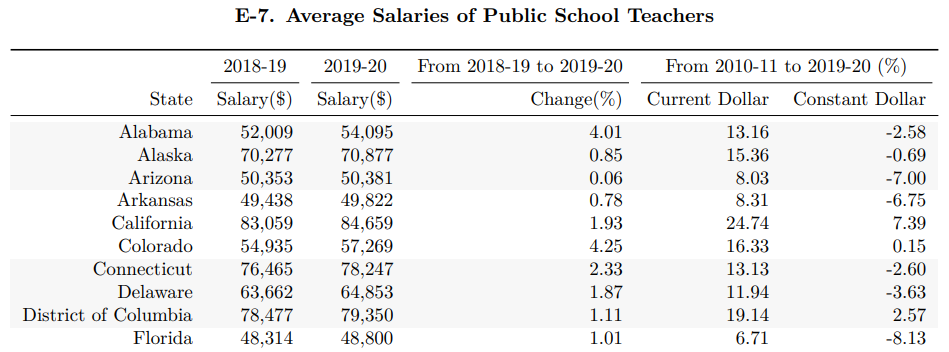 E-7. Average Salaries of Public School Teachers
2018-19 2019-20 From 2018-19 to 2019-20 From 2010-11 to 2019-20 (%)
State Salary($) Salary($) Change(%) Current Dollar Constant Dollar
Alabama 52,009 54,095 4.01 13.16 -2.58
Alaska 70,277 70,877 0.85 15.36 -0.69
Arizona 50,353 50,381 0.06 8.03 -7.00
Arkansas 49,438 49,822 0.78 8.31 -6.75
California 83,059 84,659 1.93 24.74 7.39
Colorado 54,935 57,269 4.25 16.33 0.15
Connecticut 76,465 78,247 2.33 13.13 -2.60
Delaware 63,662 64,853 1.87 11.94 -3.63
District of Columbia 78,477 79,350 1.11 19.14 2.57
Florida 48,314 48,800 1.01 6.71 -8.13